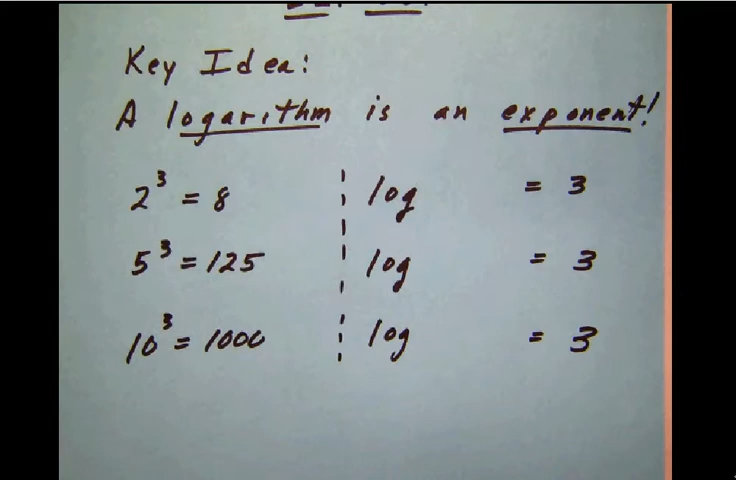 Key Idea:
A logarithm is an exponent!
2³ = 8 log = 3
5³ = 125 log = 3
10³ = 1000 log = 3